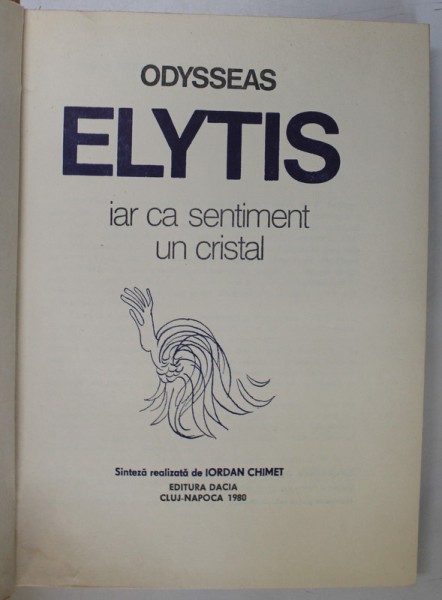 ODYSSEAS
ELYTIS
iar ca sentiment
un cristal
Sinteză realizată de IORDAN CHIMET
EDITURA DACIA
CLUJ-NAPOCA 1980